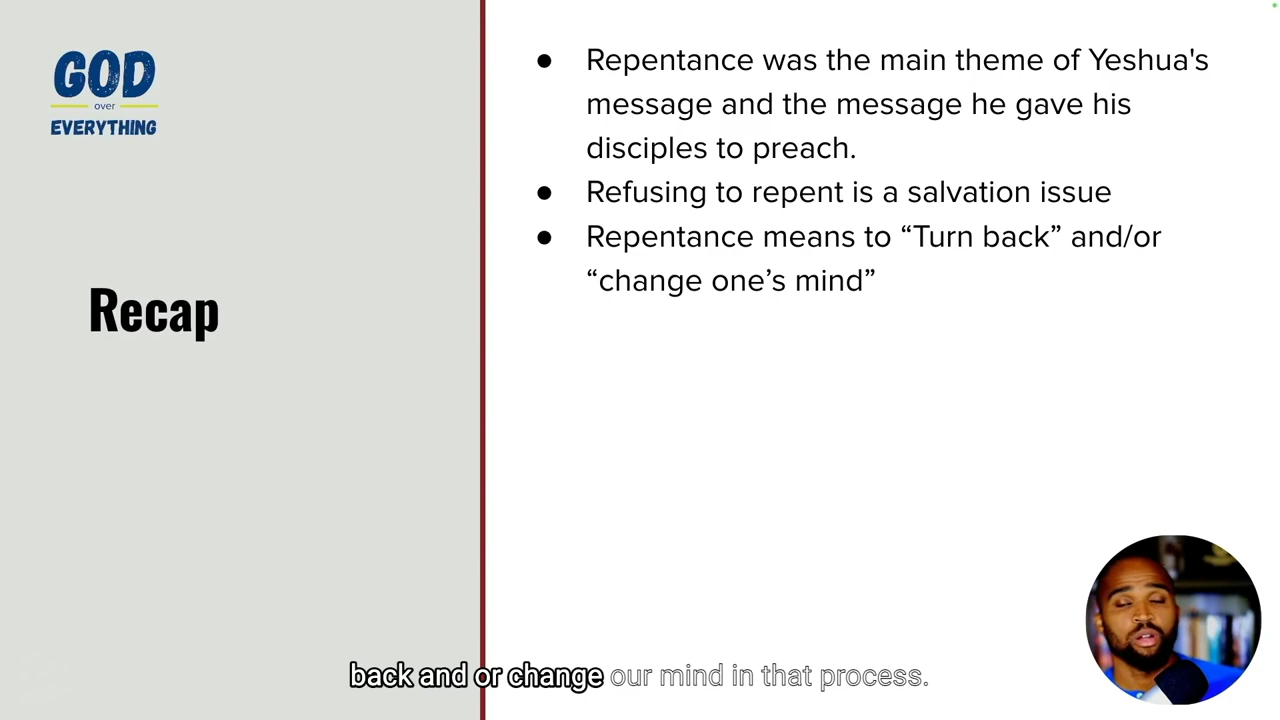 GOD
over
EVERYTHING
Recap
● Repentance was the main theme of Yeshua's
message and the message he gave his
disciples to preach.
● Refusing to repent is a salvation issue
● Repentance means to “Turn back” and/or
“change one’s mind”
back and or change our mind in that process.